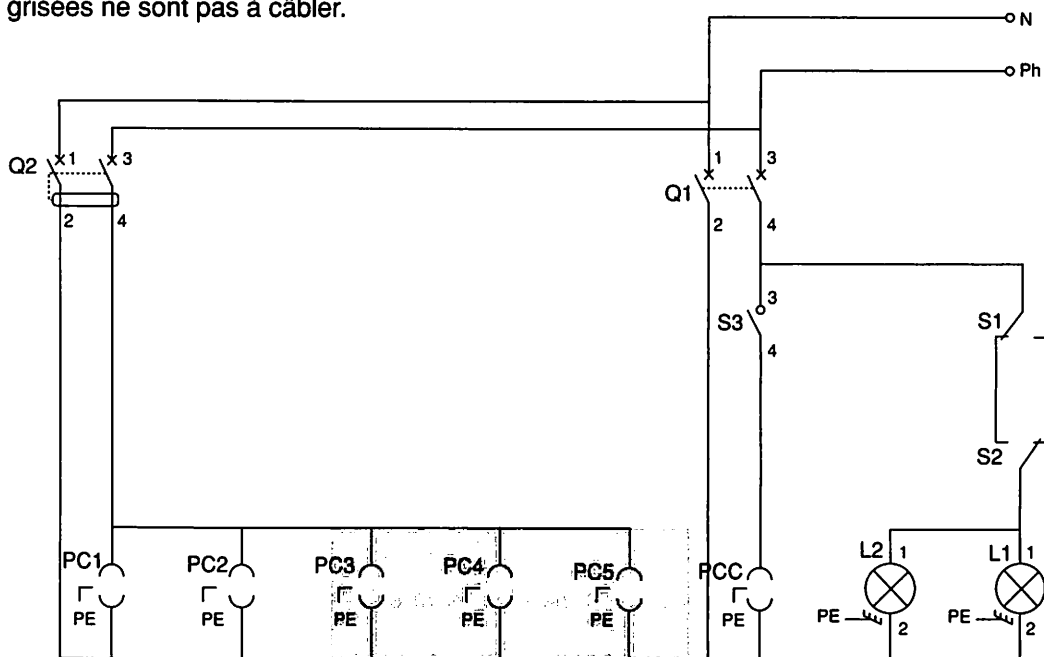 grisées ne sont pas à câbler.
N
Ph
Q2 1 3
2 4
1 3
Q1
2 4
3
S3
4
S1
S2
PC1 PC2 PC3 PC4 PC5 PCC L2 1 L1 1
PE PE PE PE PE PE PE 2 PE 2